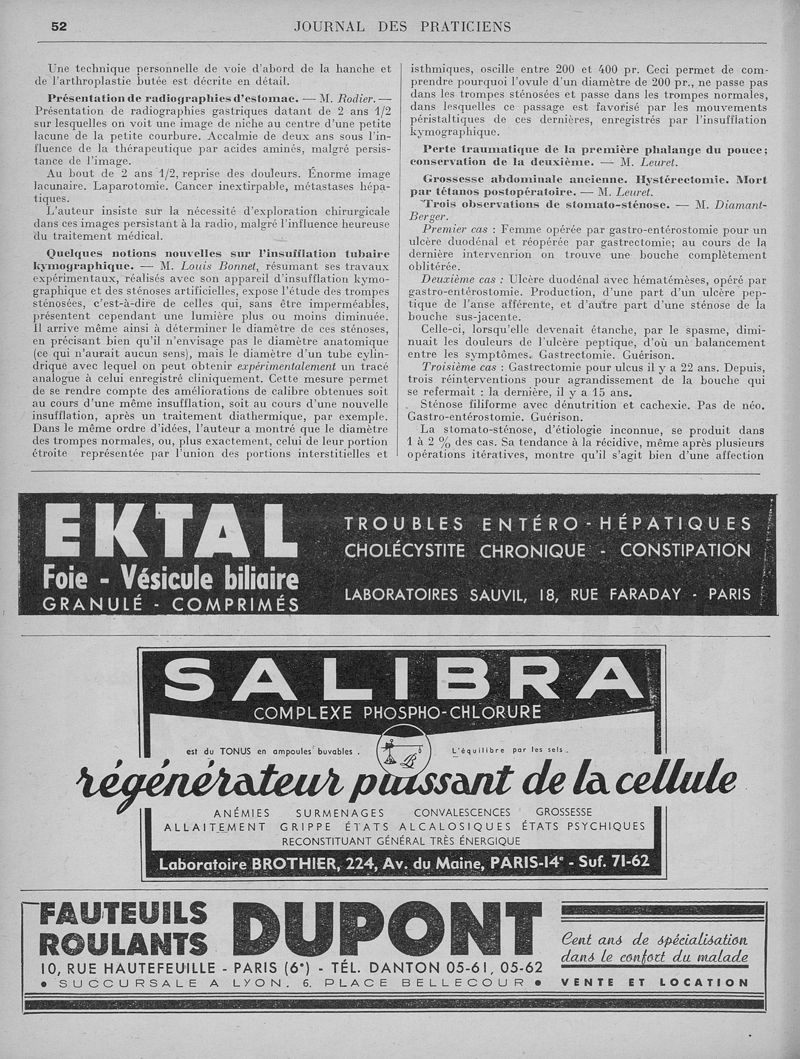 52
JOURNAL DES PRATICIENS
Une technique personnelle de voie d'abord de la hanche et
de l'arthroplastie butée est décrite en détail.
Présentation de radiographies d'estomac. — M. Rodier. —
Présentation de radiographies gastriques datant de 2 ans 1/2
sur lesquelles on voit une image de niche au centre d'une petite
lacune de la petite courbure. Accalmie de deux ans sous l'in-
fluence de la thérapeutique par acides aminés, malgré persis-
tance de l'image.
Au bout de 2 ans 1/2, reprise des douleurs. Énorme image
lacunaire. Laparotomie. Cancer inextirpable, métastases hépa-
tiques.
L'auteur insiste sur la nécessité d'exploration chirurgicale
dans ces images persistant à la radio, malgré l'influence heureuse
du traitement médical.
Quelques notions nouvelles sur l'insufflation tubaire
kymographique. — M. Louis Bonnet, résumant ses travaux
expérimentaux, réalisés avec son appareil d'insufflation kymo-
graphique et des sténoses artificielles, expose l'étude des trompes
sténosées, c'est-à-dire de celles qui, sans être imperméables,
présentent cependant une lumière plus ou moins diminuée.
Il arrive même ainsi à déterminer le diamètre de ces sténoses,
en précisant bien qu'il n'envisage pas le diamètre anatomique
(ce qui n'aurait aucun sens), mais le diamètre d'un tube cylin-
drique avec lequel on peut obtenir expérimentalement un tracé
analogue à celui enregistré cliniquement. Cette mesure permet
de se rendre compte des améliorations de calibre obtenues soit
au cours d'une même insufflation, soit au cours d'une nouvelle
insufflation, après un traitement diathermique, par exemple.
Dans le même ordre d'idées, l'auteur a montré que le diamètre
des trompes normales, ou, plus exactement, celui de leur portion
étroite représentée par l'union des portions interstitielles et
isthmiques, oscille entre 200 et 400 pr. Ceci permet de com-
prendre pourquoi l'ovule d'un diamètre de 200 pr., ne passe pas
dans les trompes sténosées et passe dans les trompes normales,
dans lesquelles ce passage est favorisé par les mouvements
péristaltiques de ces dernières, enregistrés par l'insufflation
kymographique.
Perte traumatique de la première phalange du pouce;
conservation de la deuxième. — M. Leuret.
Grossesse abdominale ancienne. Hystérectomie. Mort
par tétanos postopératoire. — M. Leuret.
Trois observations de stomato-sténose. — M. Diamant-
Berger.
Premier cas : Femme opérée par gastro-entérostomie pour un
ulcère duodénal et réopérée par gastrectomie; au cours de la
dernière intervenrion on trouve une bouche complètement
oblitérée.
Deuxième cas : Ulcère duodénal avec hématémèses, opéré par
gastro-entérostomie. Production, d'une part d'un ulcère pep-
tique de l'anse afférente, et d'autre part d'une sténose de la
bouche sus-jacente.
Celle-ci, lorsqu'elle devenait étanche, par le spasme, dimi-
nuait les douleurs de l'ulcère peptique, d'où un balancement
entre les symptômes. Gastrectomie. Guérison.
Troisième cas : Gastrectomie pour ulcus il y a 22 ans. Depuis,
trois réinterventions pour agrandissement de la bouche qui
se refermait : la dernière, il y a 15 ans.
Sténose filiforme avec dénutrition et cachexie. Pas de néo.
Gastro-entérostomie. Guérison.
La stomato-sténose, d'étiologie inconnue, se produit dans
1 à 2 % des cas. Sa tendance à la récidive, même après plusieurs
opérations itératives, montre qu'il s'agit bien d'une affection
EKTAL
Foie - Vésicule biliaire
GRANULÉ - COMPRIMÉS
TROUBLES ENTÉRO-HÉPATIQUES
CHOLÉCYSTITE CHRONIQUE - CONSTIPATION
LABORATOIRES SAUVIL, 18, RUE FARADAY - PARIS
SALIBRA
COMPLEXE PHOSPHO-CHLORURE
est du TONUS en ampoules buvables.
L'équilibre par les sels.
régénérateur puissant de la cellule
ANÉMIES SURMENAGES CONVALESCENCES GROSSESSE
ALLAITEMENT GRIPPE ÉTATS ALCALOSIQUES ÉTATS PSYCHIQUES
RECONSTITUANT GÉNÉRAL TRÈS ÉNERGIQUE
Laboratoire BROTHIER, 224, Av. du Maine, PARIS-14e - Suf. 71-62
FAUTEUILS
ROULANTS
DUPONT
10, RUE HAUTEFEUILLE - PARIS (6e) - TÉL. DANTON 05-61, 05-62
• SUCCURSALE A LYON. 6. PLACE BELLECOUR •
Cent ans de spécialisation
dans le confort du malade
VENTE ET LOCATION